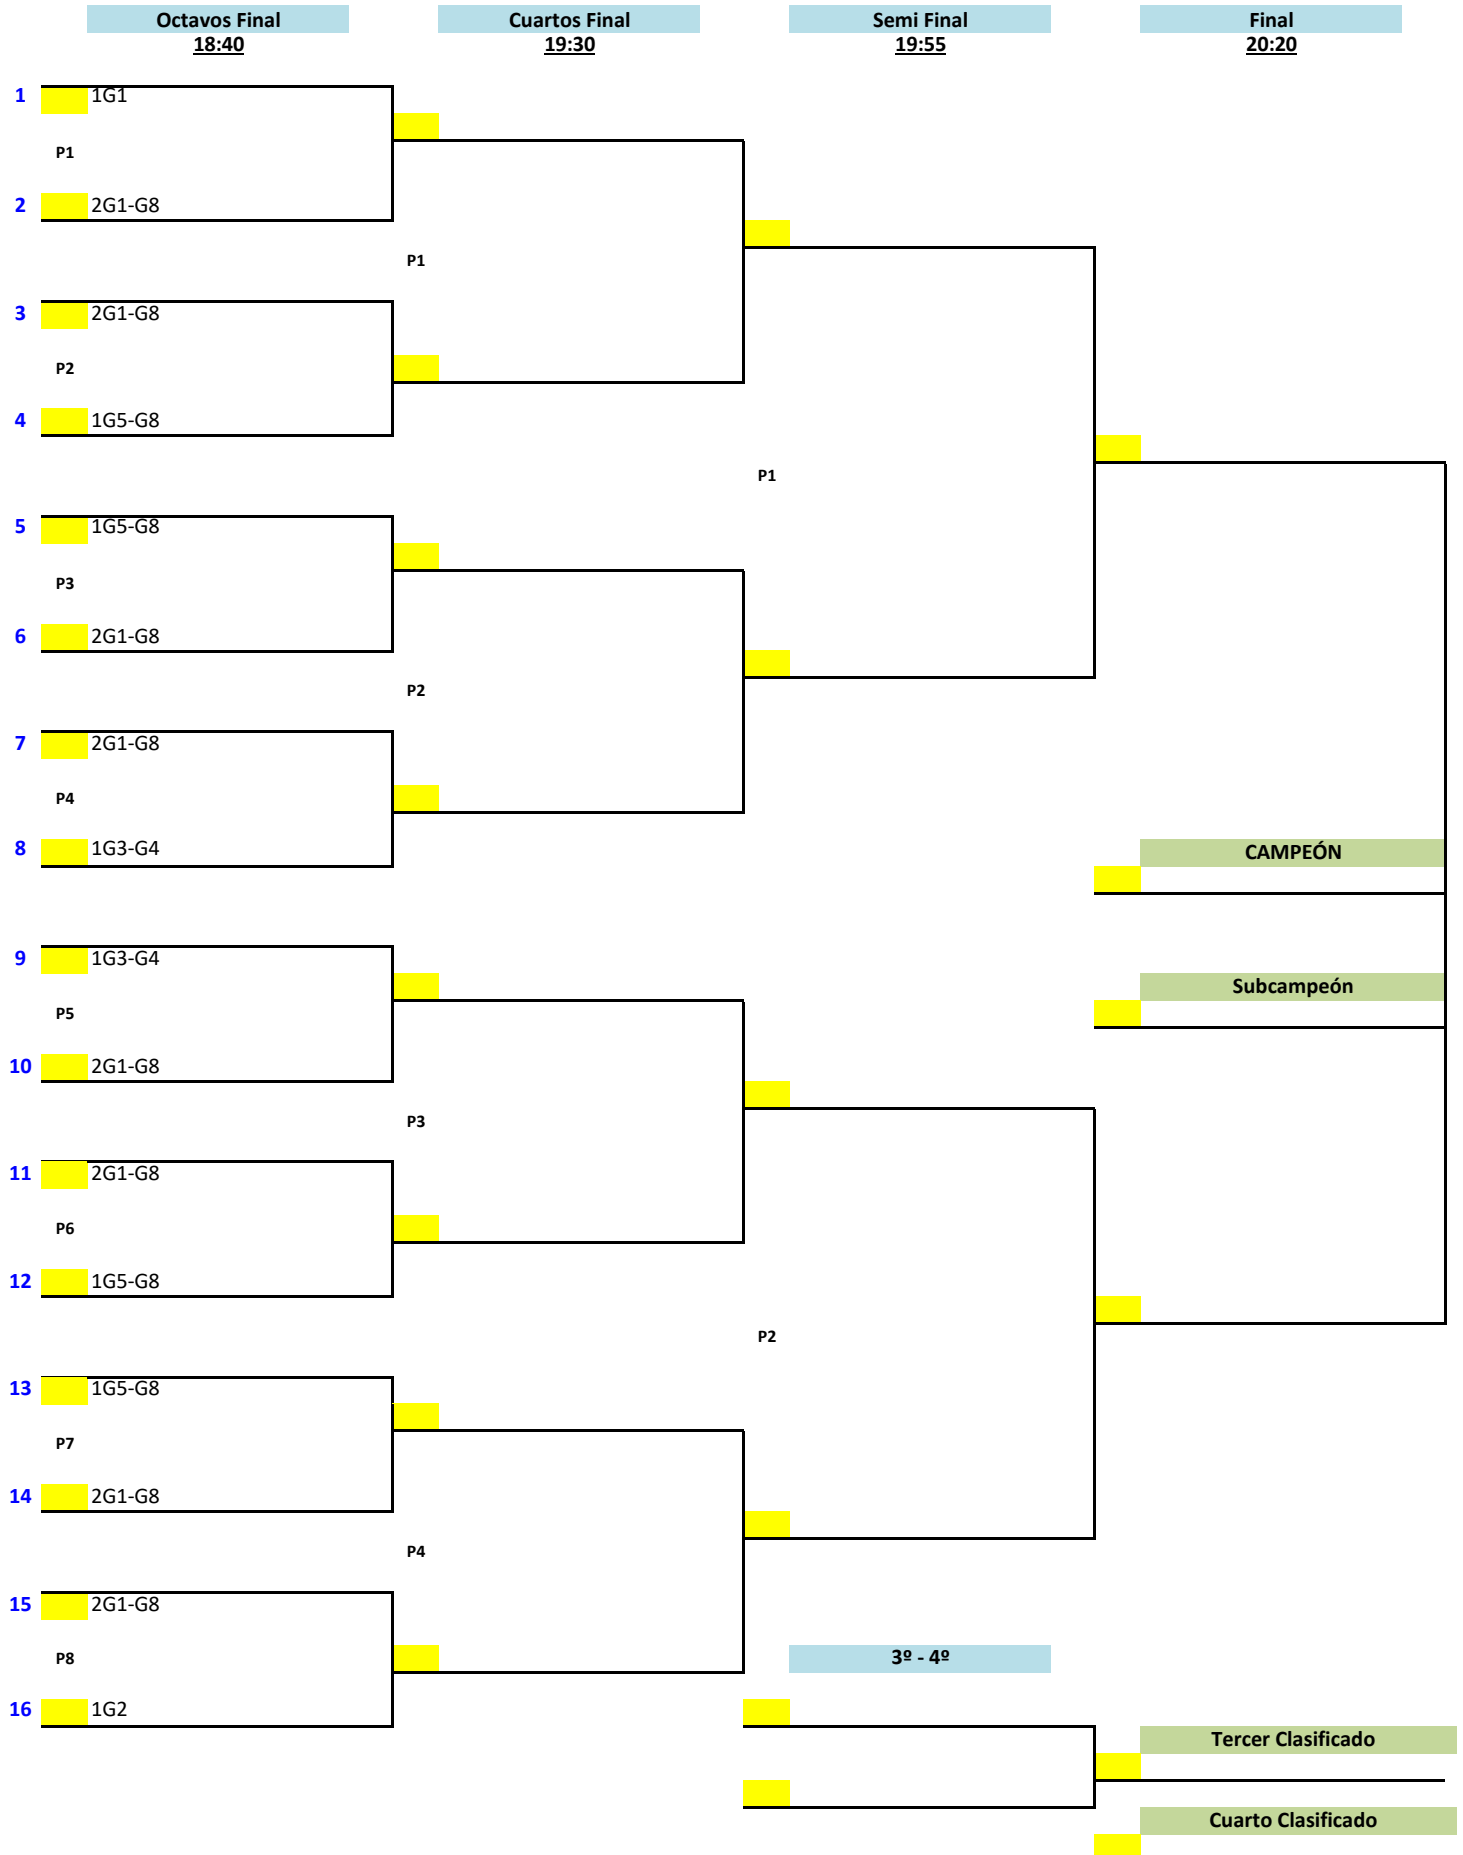 Octavos Final
Cuartos Final
Semi Final
Final
18:40
19:30
19:55
20:20
1 1G1
P1
2 2G1-G8
P1
3 2G1-G8
P2
4 1G5-G8
P1
5 1G5-G8
P3
6 2G1-G8
P2
7 2G1-G8
P4
8 1G3-G4
CAMPEÓN
9 1G3-G4
Subcampeón
P5
10 2G1-G8
P3
11 2G1-G8
P6
12 1G5-G8
P2
13 1G5-G8
P7
14 2G1-G8
P4
15 2G1-G8
P8
3º - 4º
16 1G2
Tercer Clasificado
Cuarto Clasificado